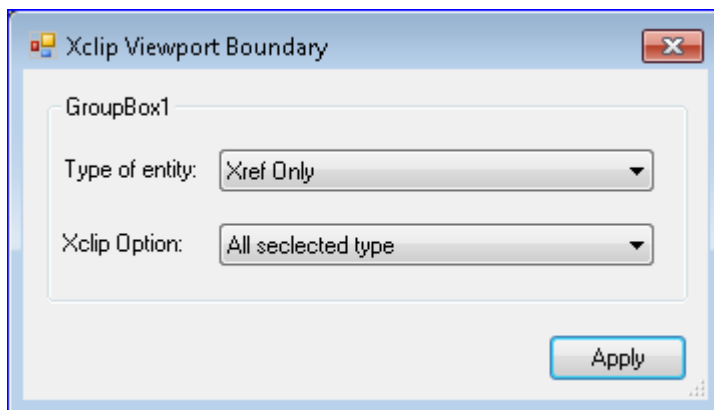 Xclip Viewport Boundary
GroupBox1
Type of entity: Xref Only
Xclip Option: All seclected type
Apply